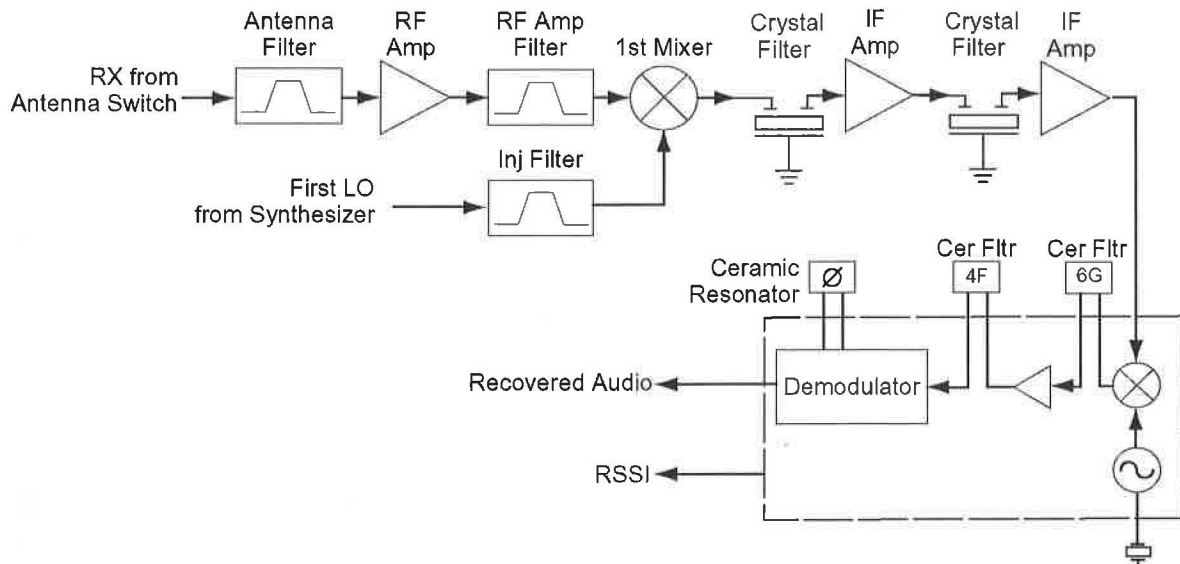 Antenna
Filter
RF
Amp
RF Amp
Filter
1st Mixer
Crystal
Filter
IF
Amp
Crystal
Filter
IF
Amp
RX from
Antenna Switch
Inj Filter
First LO
from Synthesizer
Ceramic
Resonator
Ø
Cer Fltr
4F
Cer Fltr
6G
Recovered Audio
Demodulator
RSSI